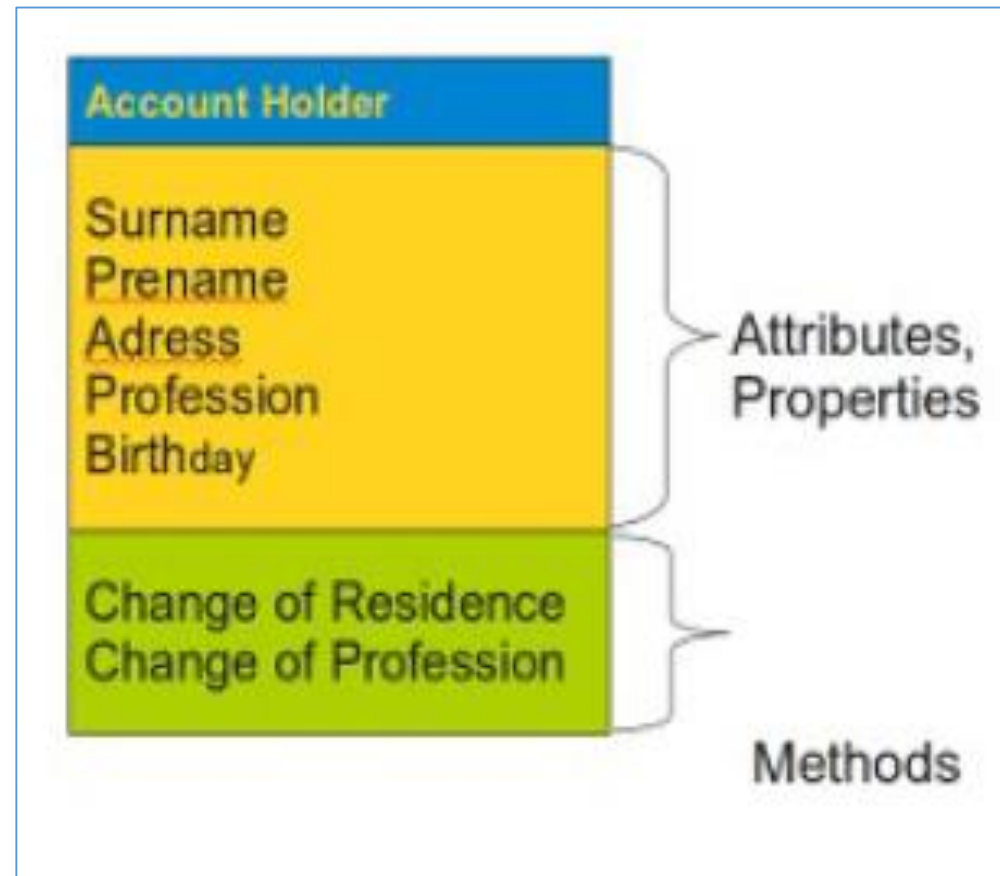 Account Holder
Surname
Prename
Adress
Profession
Birthday
Attributes,
Properties
Change of Residence
Change of Profession
Methods